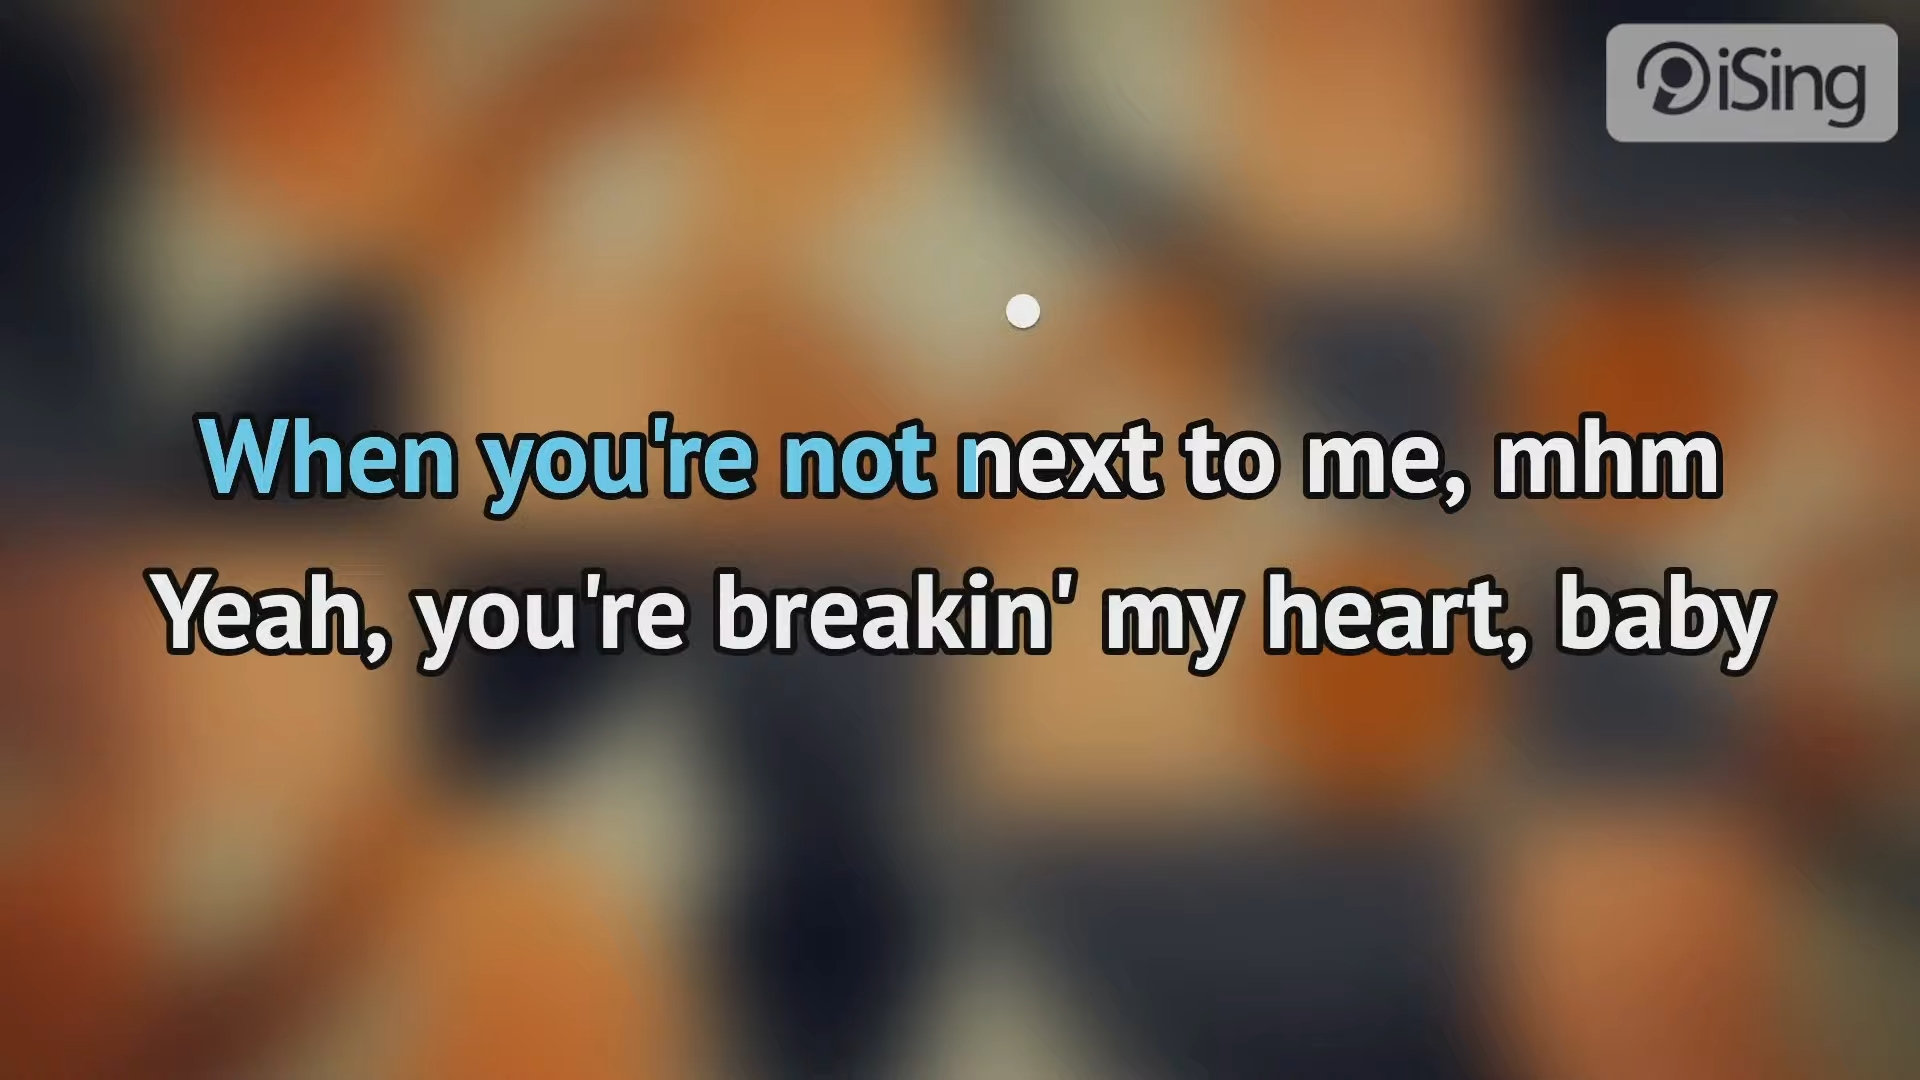 iSing
When you're not next to me, mhm
Yeah, you're breakin' my heart, baby